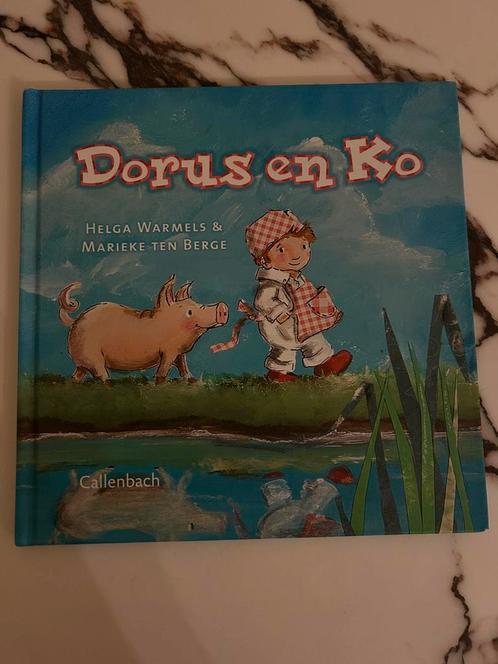 Dorus en Ko
Helga Warmels &
Marieke ten Berge
Callenbach